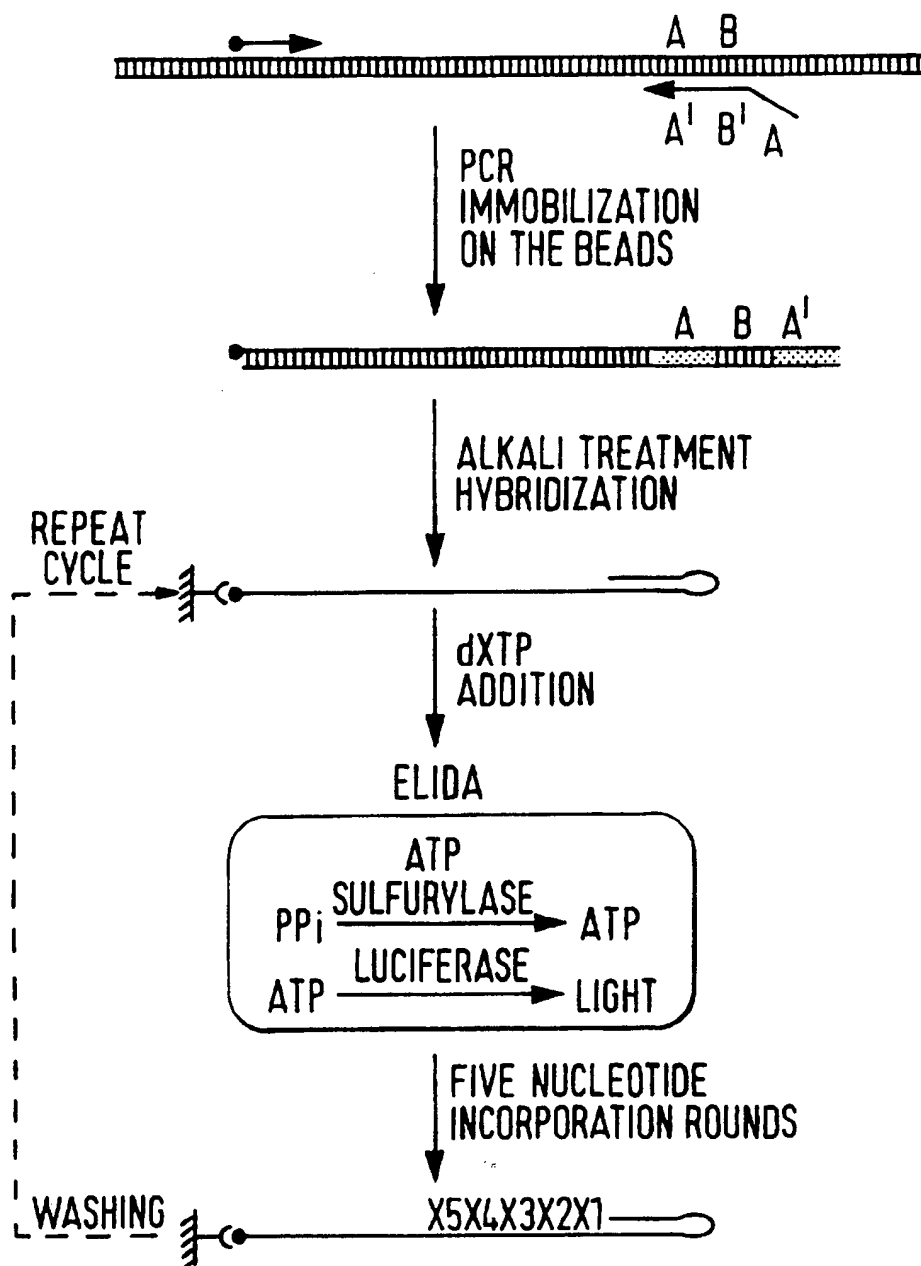 A B
A' B' A
PCR
IMMOBILIZATION
ON THE BEADS
A B A'
ALKALI TREATMENT
HYBRIDIZATION
REPEAT
CYCLE
dXTP
ADDITION
ELIDA
ATP
SULFURYLASE
PPi ATP
LUCIFERASE
ATP LIGHT
FIVE NUCLEOTIDE
INCORPORATION ROUNDS
WASHING
X5X4X3X2X1